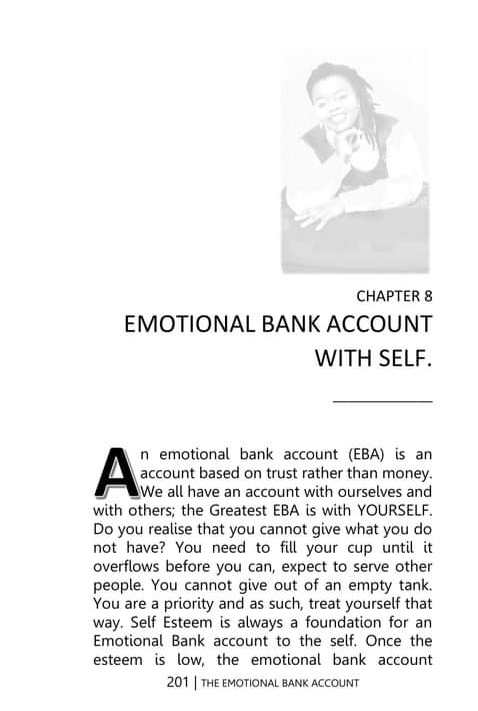 CHAPTER 8
EMOTIONAL BANK ACCOUNT
WITH SELF.
An emotional bank account (EBA) is an
account based on trust rather than money.
We all have an account with ourselves and
with others; the Greatest EBA is with YOURSELF.
Do you realise that you cannot give what you do
not have? You need to fill your cup until it
overflows before you can, expect to serve other
people. You cannot give out of an empty tank.
You are a priority and as such, treat yourself that
way. Self Esteem is always a foundation for an
Emotional Bank account to the self. Once the
esteem is low, the emotional bank account
201 | THE EMOTIONAL BANK ACCOUNT